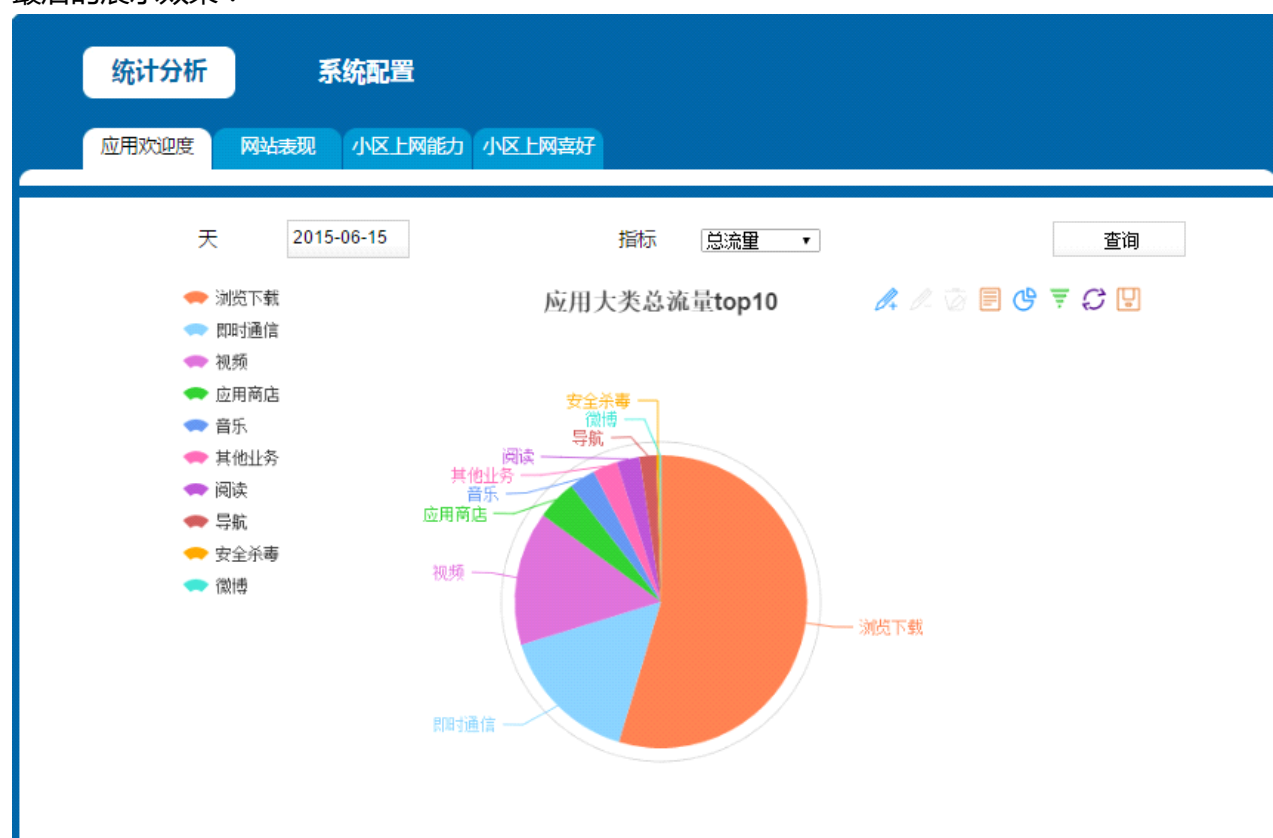 统计分析 系统配置
应用欢迎度 网站表现 小区上网能力 小区上网喜好
天 2015-06-15 指标 总流量 查询
应用大类总流量top10
浏览下载
即时通信
视频
应用商店
音乐
其他业务
阅读
导航
安全杀毒
微博
安全杀毒
微博
导航
阅读
其他业务
音乐
应用商店
视频
浏览下载
即时通信